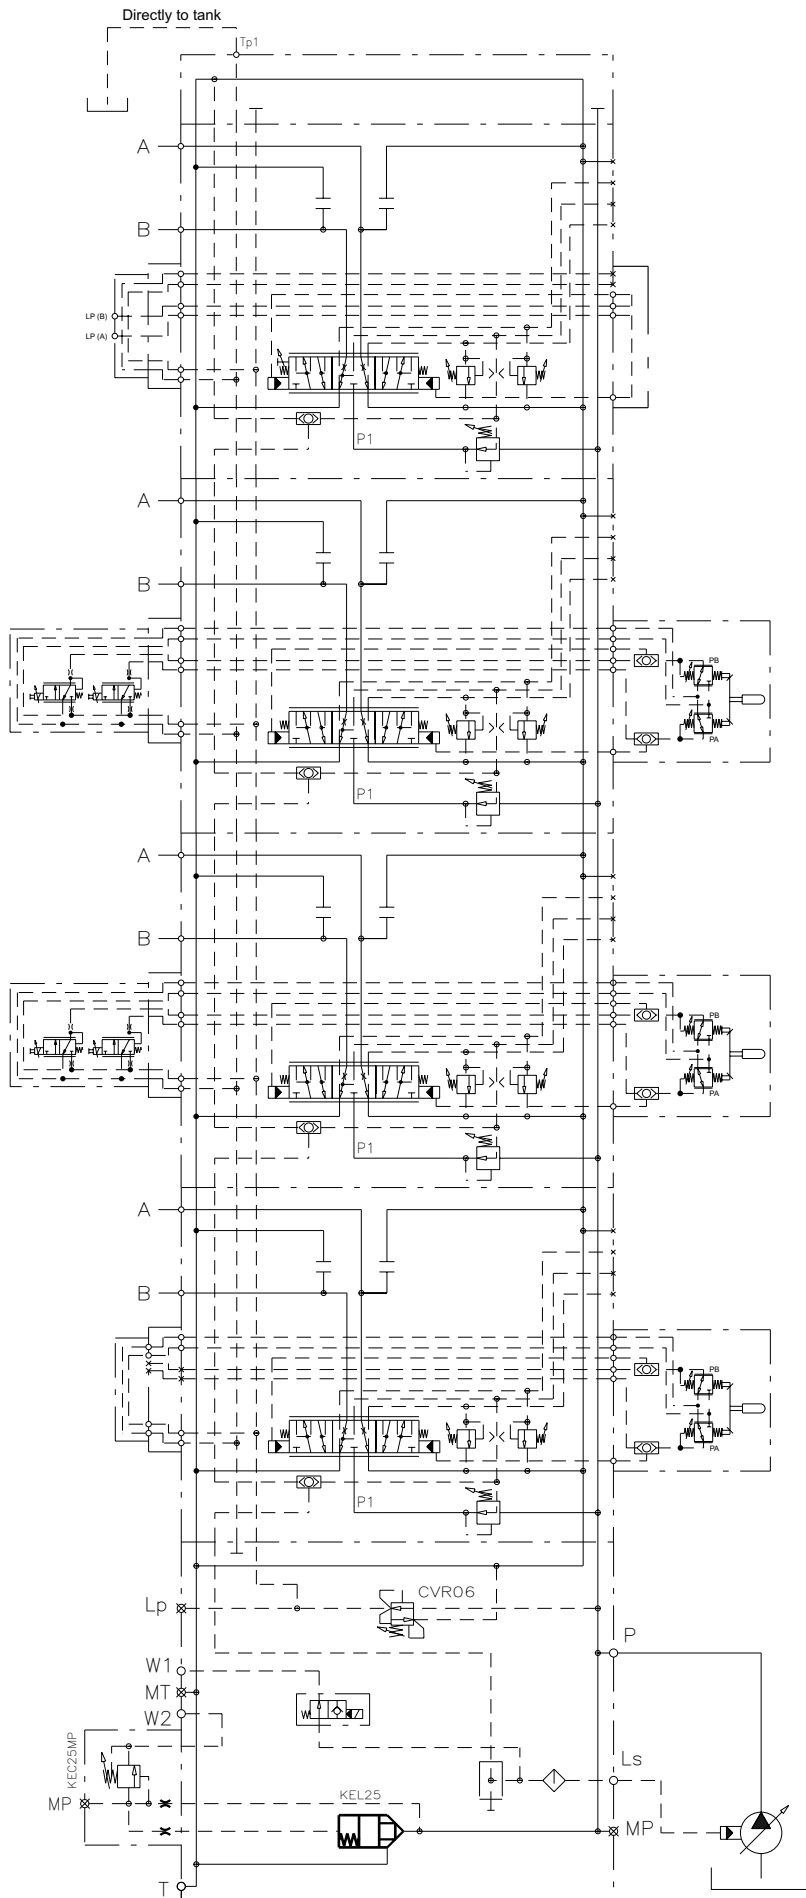 Directly to tank
Tp1
A
B
LP (B)
LP (A)
P1
A
B
PB
PA
P1
A
B
PB
PA
P1
A
B
PB
PA
P1
Lp
CVR06
P
W1
MT
W2
KEC25MP
Ls
MP
KEL25
MP
T